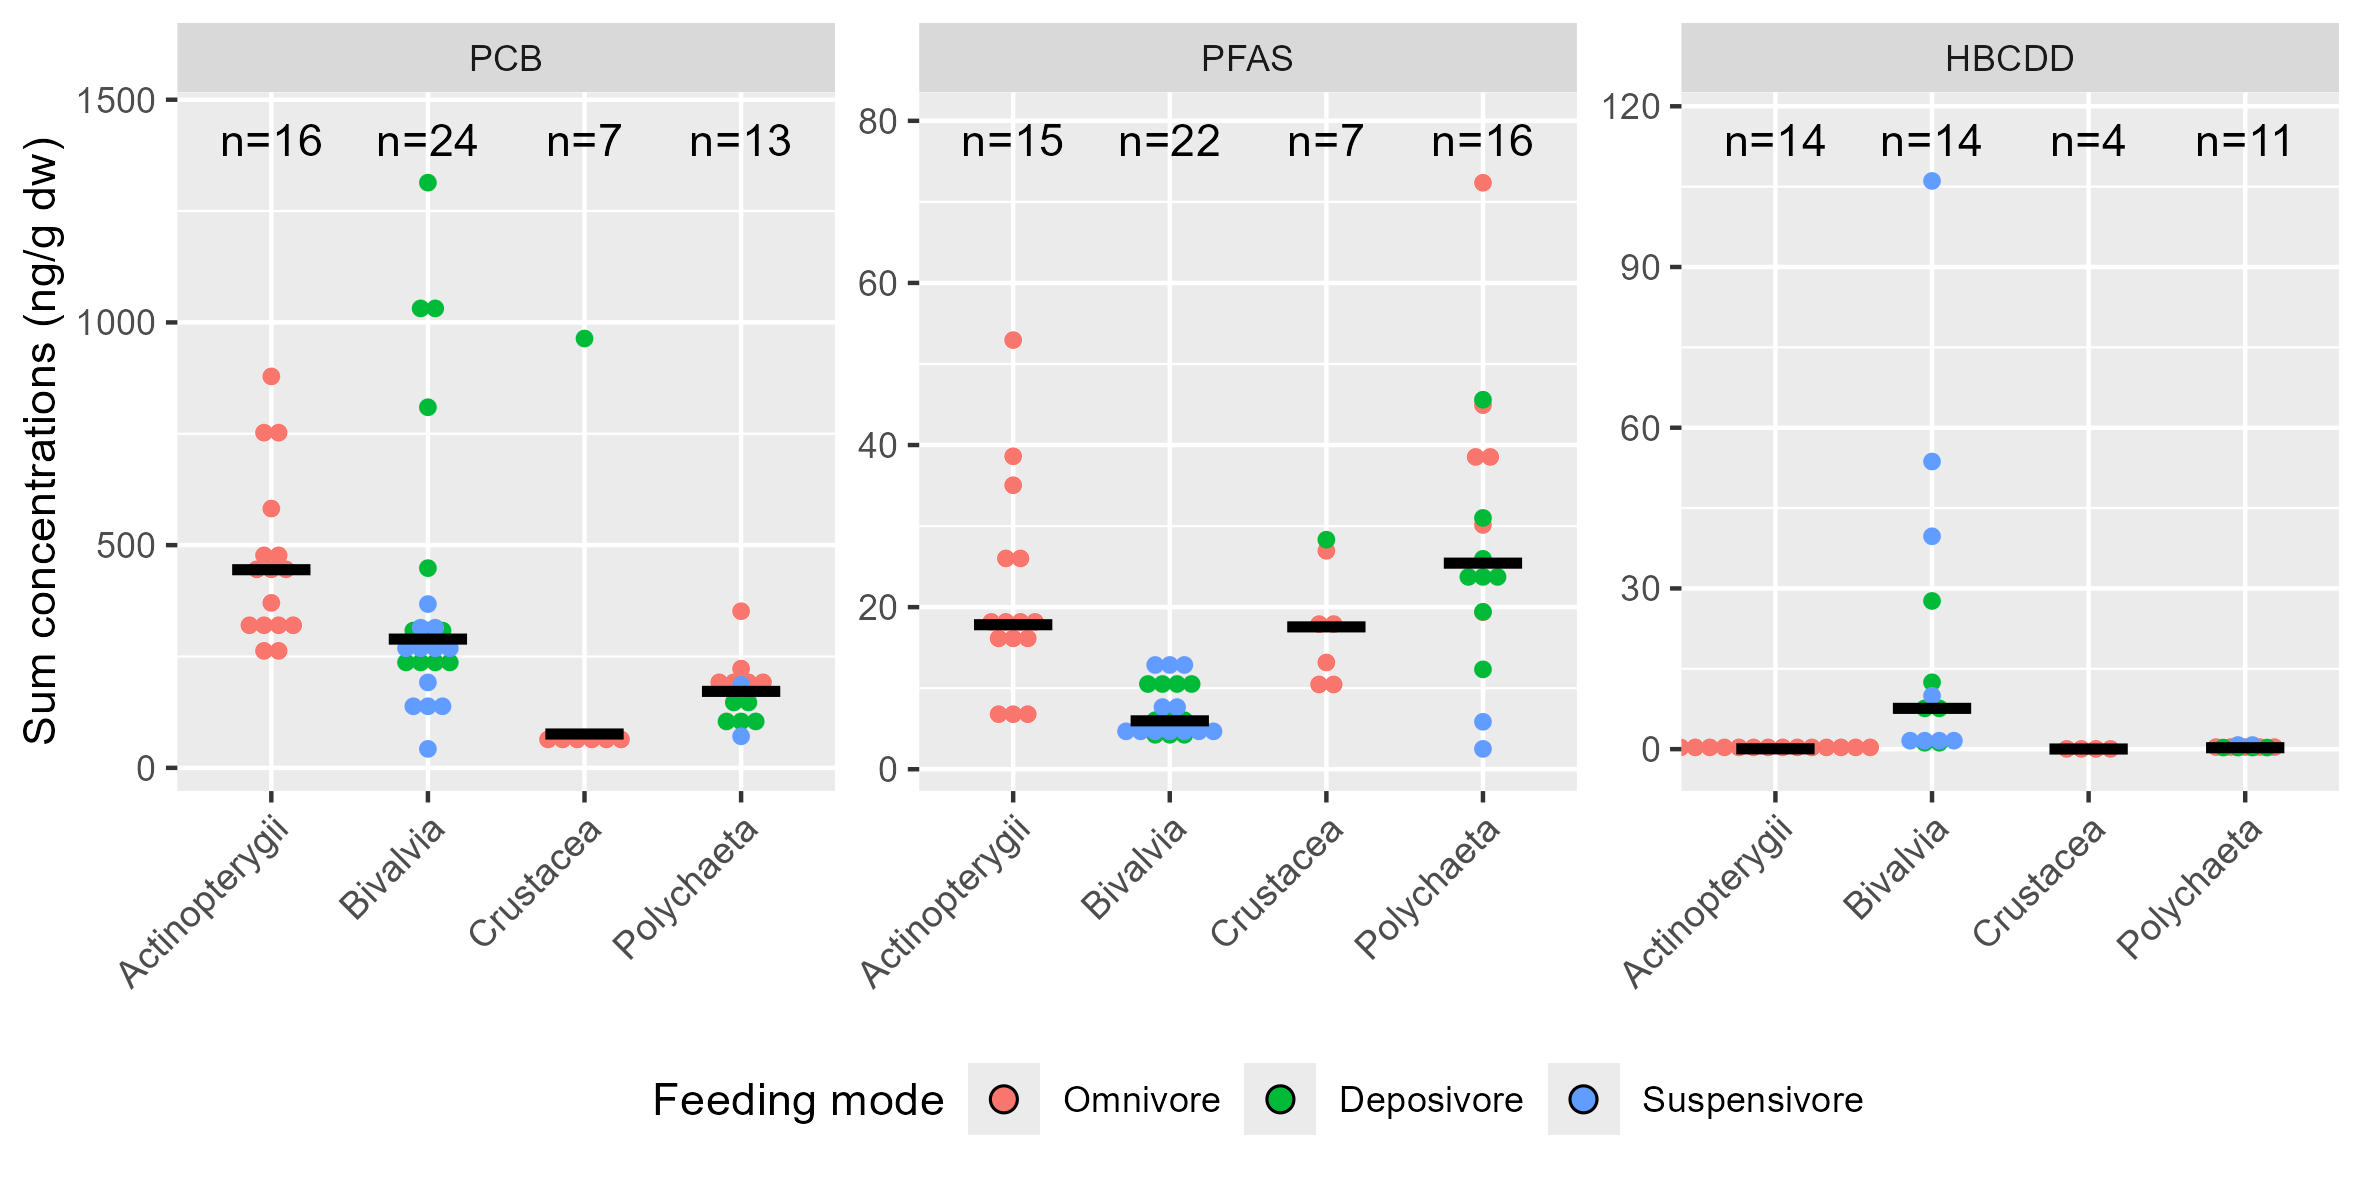 PCB PFAS HBCDD
Sum concentrations (ng/g dw)
1500
1000
500
0
n=16 n=24 n=7 n=13
80
60
40
20
0
n=15 n=22 n=7 n=16
120
90
60
30
0
n=14 n=14 n=4 n=11
Actinopterygii Bivalvia Crustacea Polychaeta
Actinopterygii Bivalvia Crustacea Polychaeta
Actinopterygii Bivalvia Crustacea Polychaeta
Feeding mode Omnivore Deposivore Suspensivore